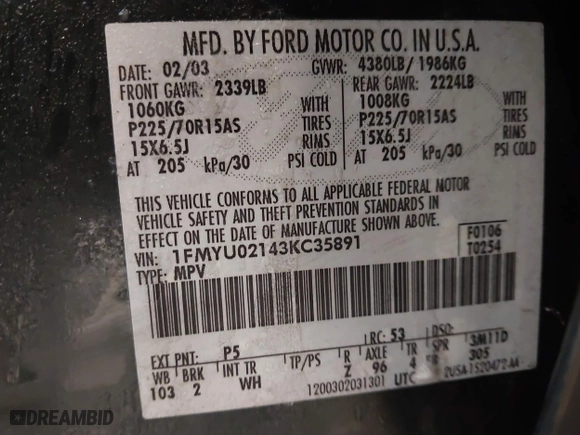 MFD. BY FORD MOTOR CO. IN U.S.A.
DATE: 02/03 GVWR: 4380LB/ 1986KG
FRONT GAWR: 2339LB REAR GAWR: 2224LB
1060KG WITH 1008KG WITH
P225/70R15AS TIRES P225/70R15AS TIRES
15X6.5J RIMS 15X6.5J RIMS
AT 205 kPa/30 PSI COLD AT 205 kPa/30 PSI COLD
THIS VEHICLE CONFORMS TO ALL APPLICABLE FEDERAL MOTOR
VEHICLE SAFETY AND THEFT PREVENTION STANDARDS IN
EFFECT ON THE DATE OF MANUFACTURE SHOWN ABOVE.
VIN: 1FMYU02143KC35891 F0106
TYPE: MPV T0254
EXT PNT: P5 RC: 53 DSO:
WB BRK INT TR TP/PS R AXLE TR SPR 3M11D
103 2 WH Z 96 4 305
1200302031301 UTC
DREAMBID